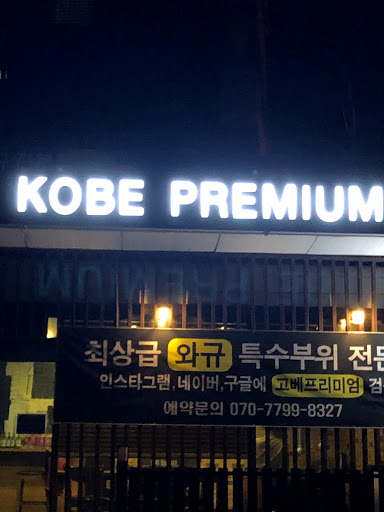 KOBE PREMIUM
최상급 와규 특수부위 전문
인스타그램, 네이버, 구글에 고베프리미엄 검
예약문의 070-7799-8327